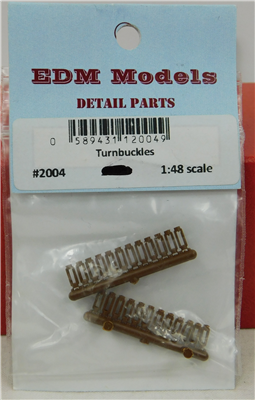 EDM Models
DETAIL PARTS
0 589431 120049
Turnbuckles
#2004 1:48 scale